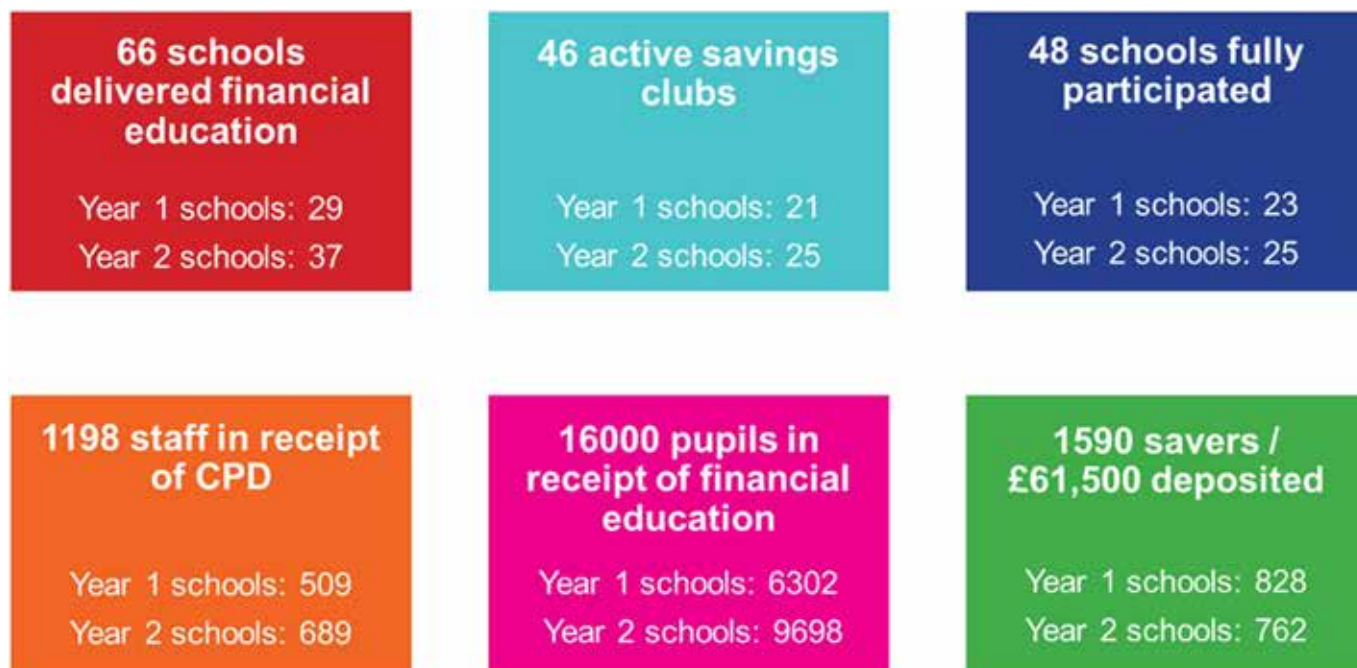 66 schools
delivered financial
education
Year 1 schools: 29
Year 2 schools: 37
46 active savings
clubs
Year 1 schools: 21
Year 2 schools: 25
48 schools fully
participated
Year 1 schools: 23
Year 2 schools: 25
1198 staff in receipt
of CPD
Year 1 schools: 509
Year 2 schools: 689
16000 pupils in
receipt of financial
education
Year 1 schools: 6302
Year 2 schools: 9698
1590 savers /
£61,500 deposited
Year 1 schools: 828
Year 2 schools: 762